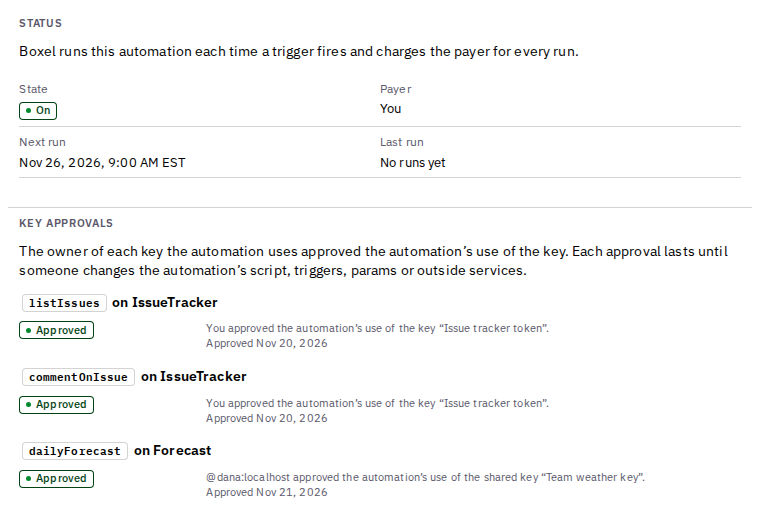 STATUS
Boxel runs this automation each time a trigger fires and charges the payer for every run.
State
Payer
On
You
Next run
Last run
Nov 26, 2026, 9:00 AM EST
No runs yet
KEY APPROVALS
The owner of each key the automation uses approved the automation’s use of the key. Each approval lasts until
someone changes the automation’s script, triggers, params or outside services.
listIssues on IssueTracker
Approved
You approved the automation’s use of the key “Issue tracker token”.
Approved Nov 20, 2026
commentOnIssue on IssueTracker
Approved
You approved the automation’s use of the key “Issue tracker token”.
Approved Nov 20, 2026
dailyForecast on Forecast
Approved
@dana:localhost approved the automation’s use of the shared key “Team weather key”.
Approved Nov 21, 2026